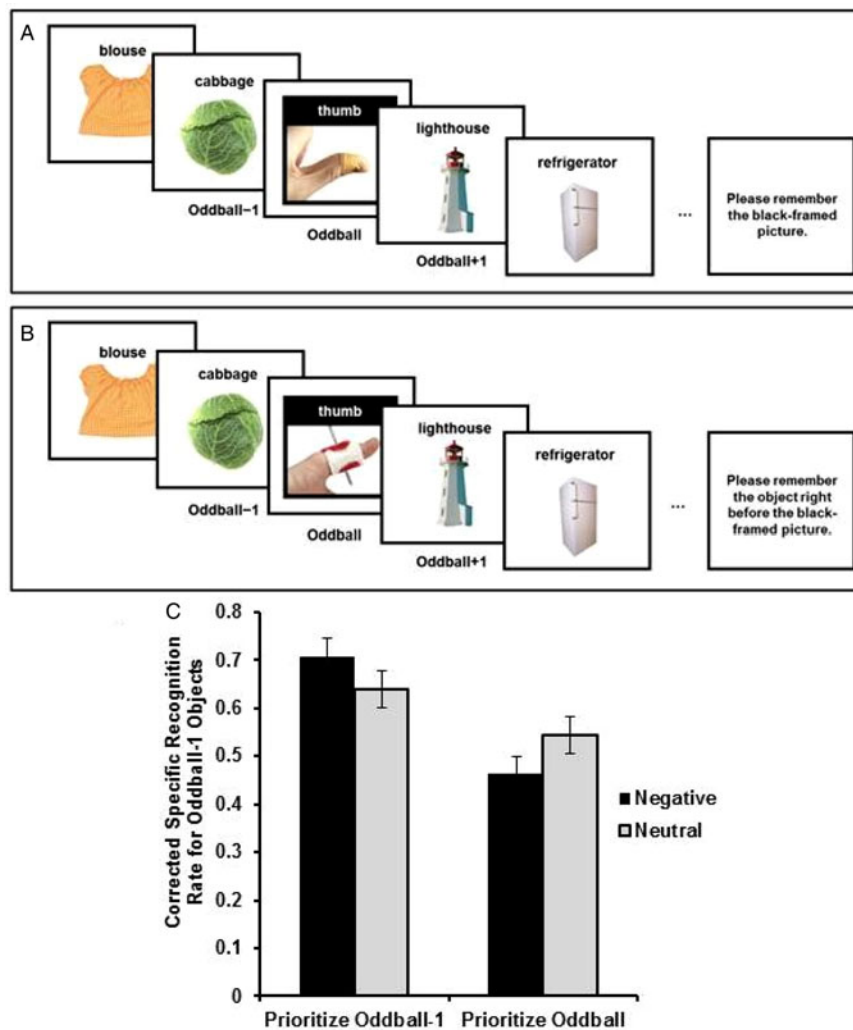 A
blouse
cabbage
thumb
lighthouse
refrigerator
Oddball−1
Oddball
Oddball+1
...
Please remember
the black-framed
picture.
B
blouse
cabbage
thumb
lighthouse
refrigerator
Oddball−1
Oddball
Oddball+1
...
Please remember
the object right
before the black-
framed picture.
C
Corrected Specific Recognition
Rate for Oddball-1 Objects
0.8
0.7
0.6
0.5
0.4
0.3
0.2
0.1
0
Prioritize Oddball-1
Prioritize Oddball
Negative
Neutral